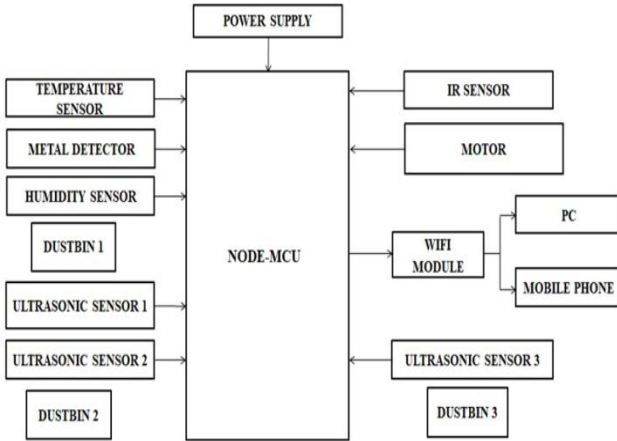 POWER SUPPLY
TEMPERATURE
SENSOR
METAL DETECTOR
HUMIDITY SENSOR
DUSTBIN 1
ULTRASONIC SENSOR 1
ULTRASONIC SENSOR 2
DUSTBIN 2
NODE-MCU
IR SENSOR
MOTOR
WIFI
MODULE
PC
MOBILE PHONE
ULTRASONIC SENSOR 3
DUSTBIN 3